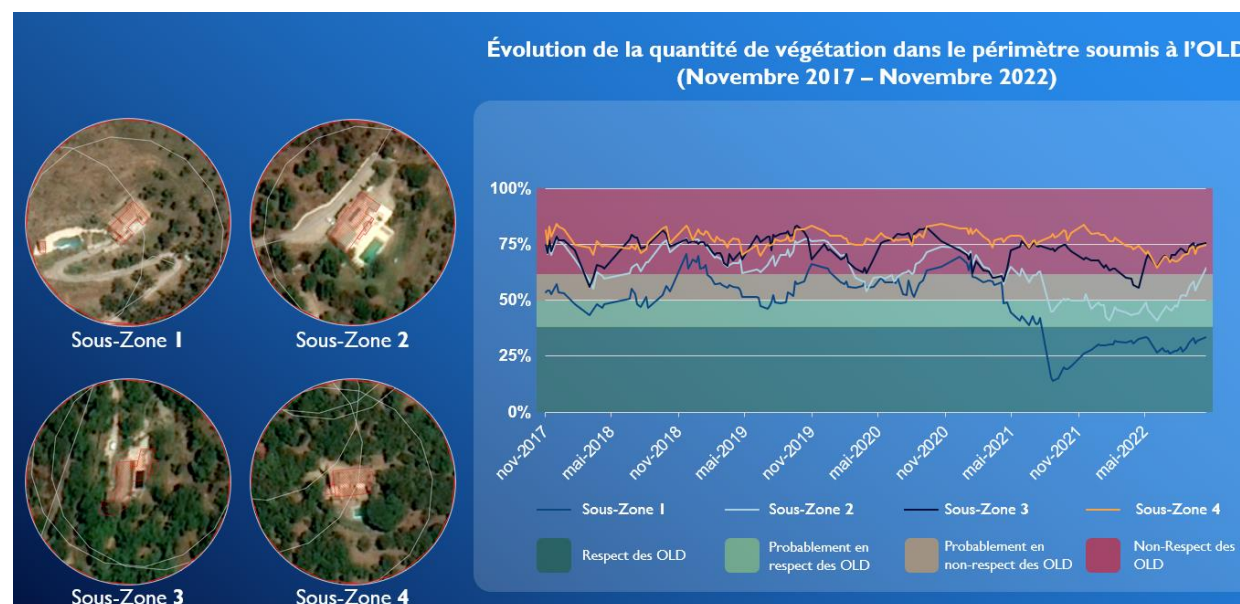 Évolution de la quantité de végétation dans le périmètre soumis à l'OLD
(Novembre 2017 – Novembre 2022)
Sous-Zone 1
Sous-Zone 2
Sous-Zone 3
Sous-Zone 4
100%
75%
50%
25%
0%
nov-2017
mai-2018
nov-2018
mai-2019
nov-2019
mai-2020
nov-2020
mai-2021
nov-2021
mai-2022
Sous-Zone 1
Sous-Zone 2
Sous-Zone 3
Sous-Zone 4
Respect des OLD
Probablement en
respect des OLD
Probablement en
non-respect des OLD
Non-Respect des
OLD